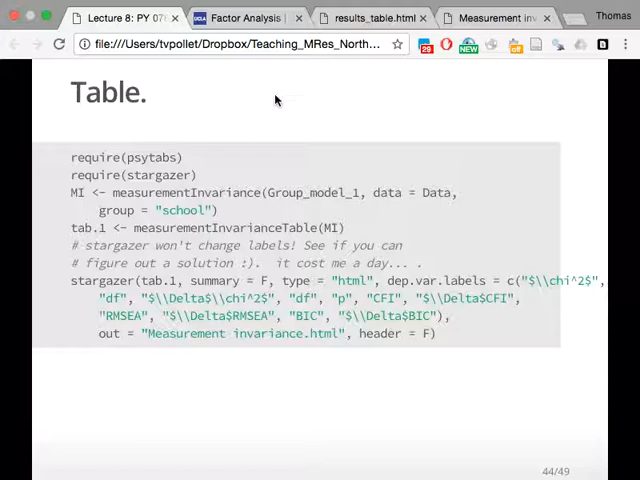 Lecture 8: PY 078
Factor Analysis |
results_table.html
Measurement inv
Thomas
file:///Users/tvpollet/Dropbox/Teaching_MRes_North...
29
NEW
Table.
require(psytabs)
require(stargazer)
MI <- measurementInvariance(Group_model_1, data = Data,
group = "school")
tab.1 <- measurementInvarianceTable(MI)
# stargazer won't change labels! See if you can
# figure out a solution :).  it cost me a day... .
stargazer(tab.1, summary = F, type = "html", dep.var.labels = c("$\\chi^2$",
"df", "$\\Delta$\\chi^2$", "df", "p", "CFI", "$\\Delta$CFI",
"RMSEA", "$\\Delta$RMSEA", "BIC", "$\\Delta$BIC"),
out = "Measurement invariance.html", header = F)
44/49